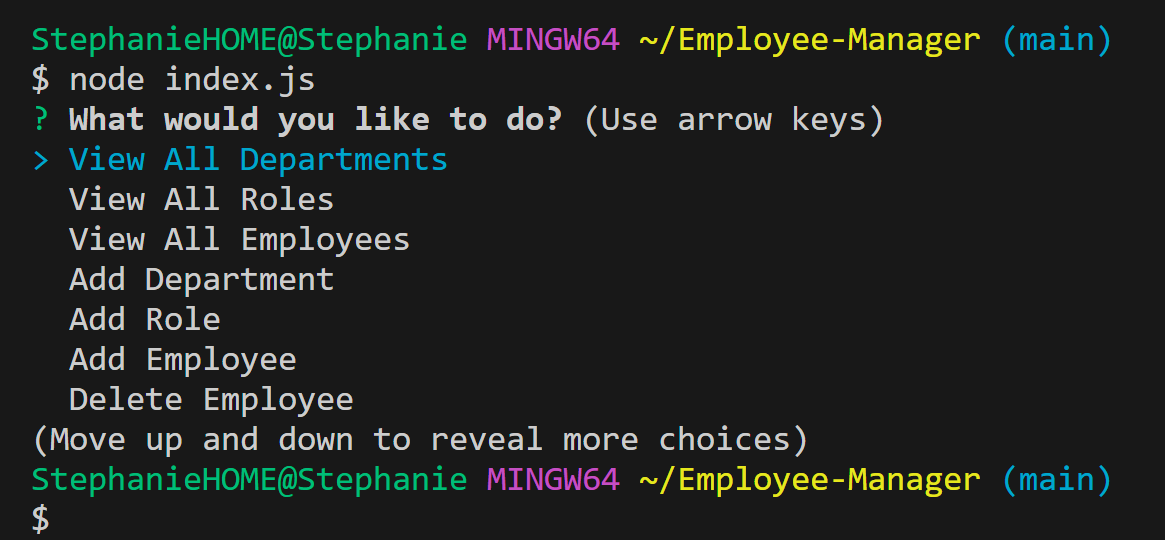 StephanieHOME@Stephanie MINGW64 ~/Employee-Manager (main)
$ node index.js
? What would you like to do? (Use arrow keys)
> View All Departments
  View All Roles
  View All Employees
  Add Department
  Add Role
  Add Employee
  Delete Employee
(Move up and down to reveal more choices)
StephanieHOME@Stephanie MINGW64 ~/Employee-Manager (main)
$